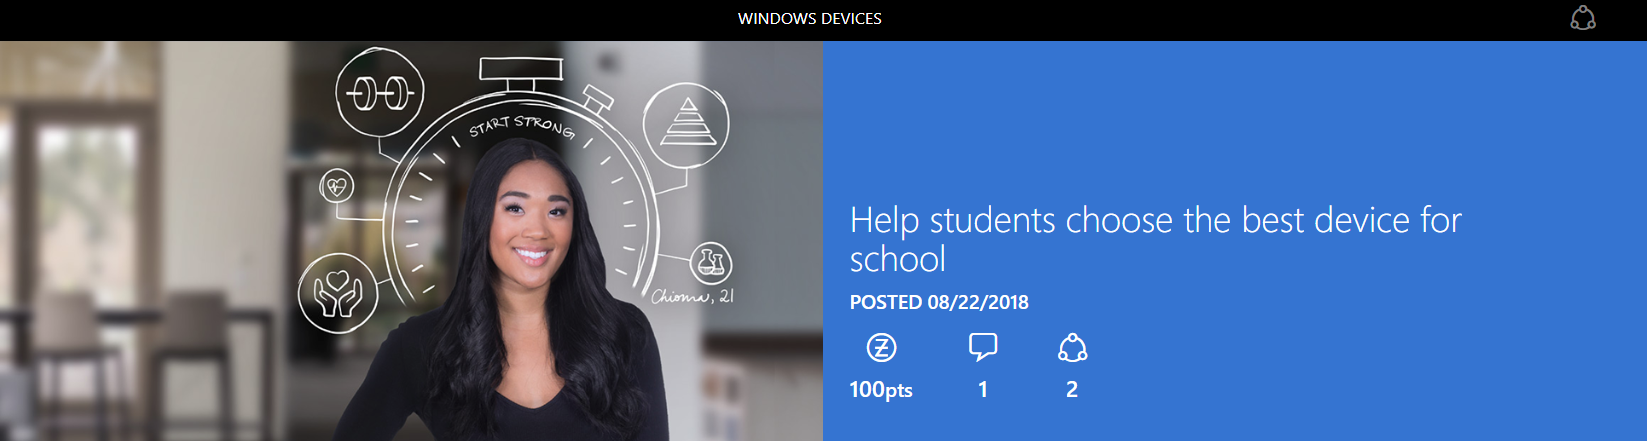 WINDOWS DEVICES
START STRONG
Chioma, 21
Help students choose the best device for
school
POSTED 08/22/2018
100pts
1
2